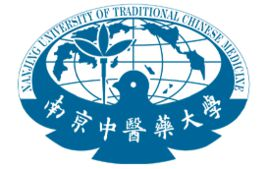 NANJING UNIVERSITY OF TRADITIONAL CHINESE MEDICINE
南京中醫藥大學